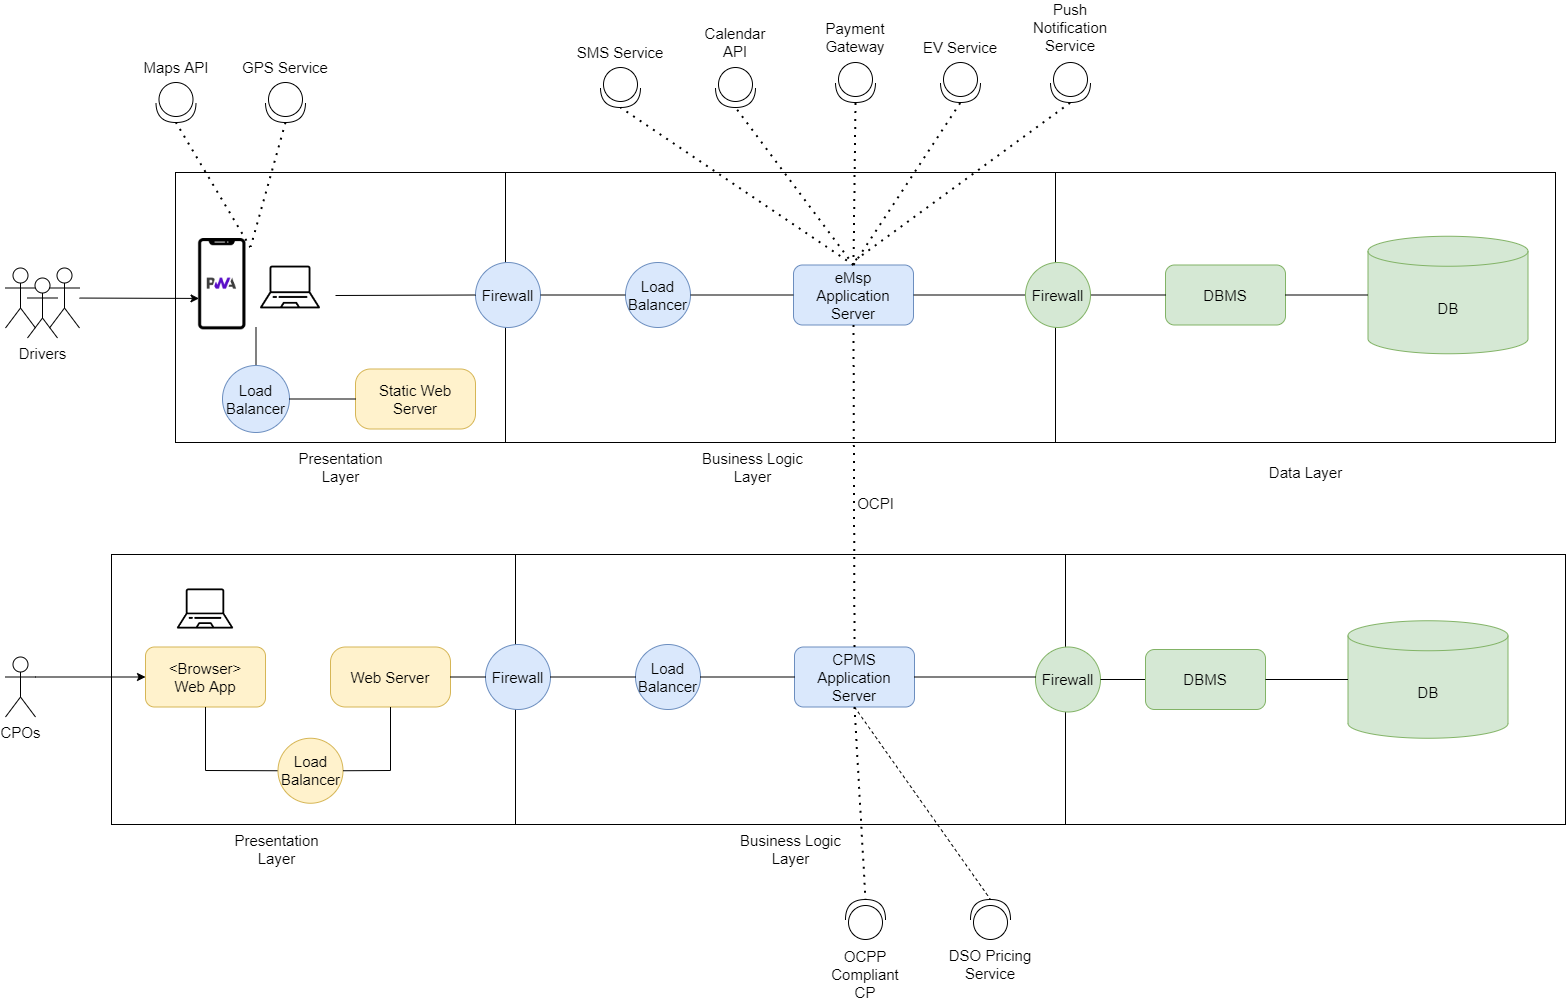 Push
Notification
Service
Calendar
API
Payment
Gateway
SMS Service
EV Service
Maps API
GPS Service
PWA
Drivers
Firewall
Load
Balancer
eMsp
Application
Server
Firewall
DBMS
DB
Load
Balancer
Static Web
Server
Presentation
Layer
Business Logic
Layer
Data Layer
OCPI
<Browser>
Web App
Web Server
Firewall
Load
Balancer
CPMS
Application
Server
Firewall
DBMS
DB
CPOs
Load
Balancer
Presentation
Layer
Business Logic
Layer
OCPP
Compliant
CP
DSO Pricing
Service